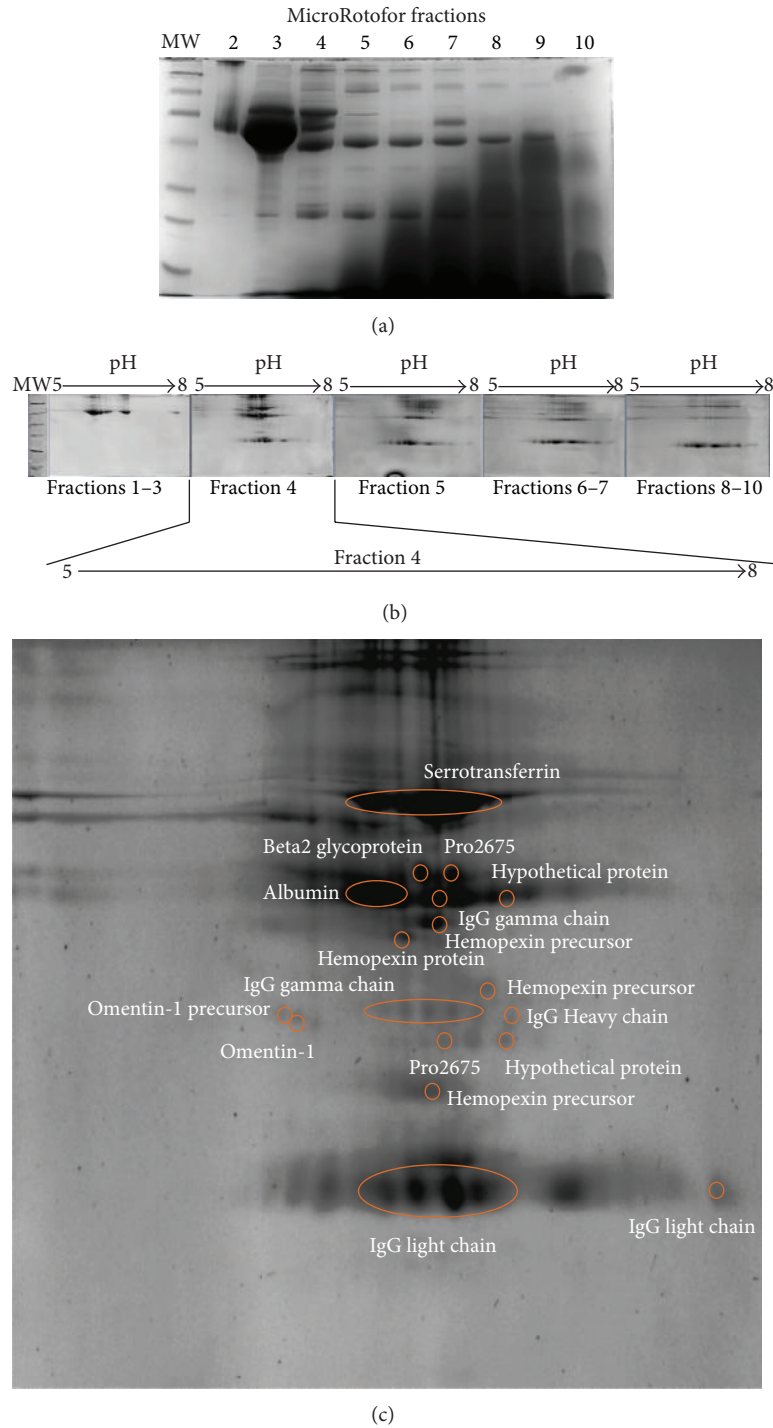 MicroRotofor fractions
MW 2 3 4 5 6 7 8 9 10
(a)
pH pH pH pH pH
MW 5 8 5 8 5 8 5 8 5 8
Fractions 1–3 Fraction 4 Fraction 5 Fractions 6–7 Fractions 8–10
Fraction 4
5 8
(b)
Serrotransferrin
Beta2 glycoprotein Pro2675
Hypothetical protein
Albumin
IgG gamma chain
Hemopexin precursor
Hemopexin protein
IgG gamma chain
Hemopexin precursor
Omentin-1 precursor
IgG Heavy chain
Omentin-1
Pro2675 Hypothetical protein
Hemopexin precursor
IgG light chain
IgG light chain
(c)